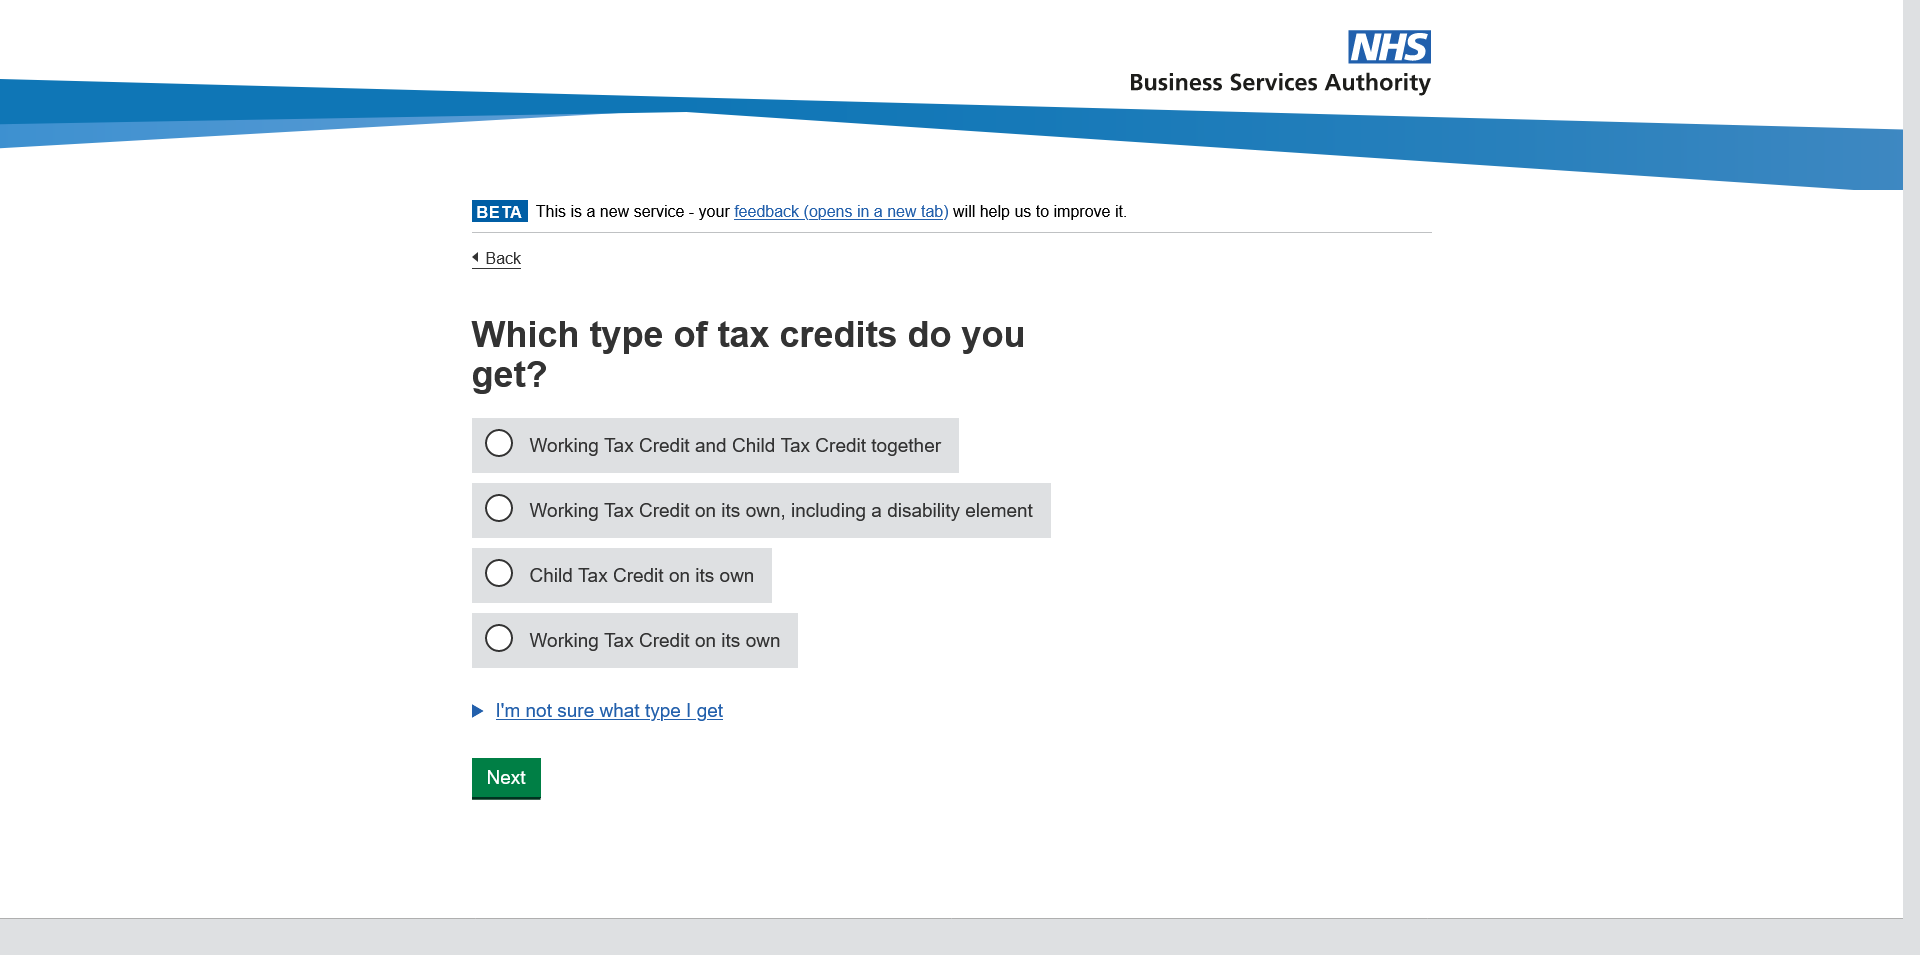 NHS
Business Services Authority
BETA This is a new service - your feedback (opens in a new tab) will help us to improve it.
Back
Which type of tax credits do you
get?
Working Tax Credit and Child Tax Credit together
Working Tax Credit on its own, including a disability element
Child Tax Credit on its own
Working Tax Credit on its own
I'm not sure what type I get
Next